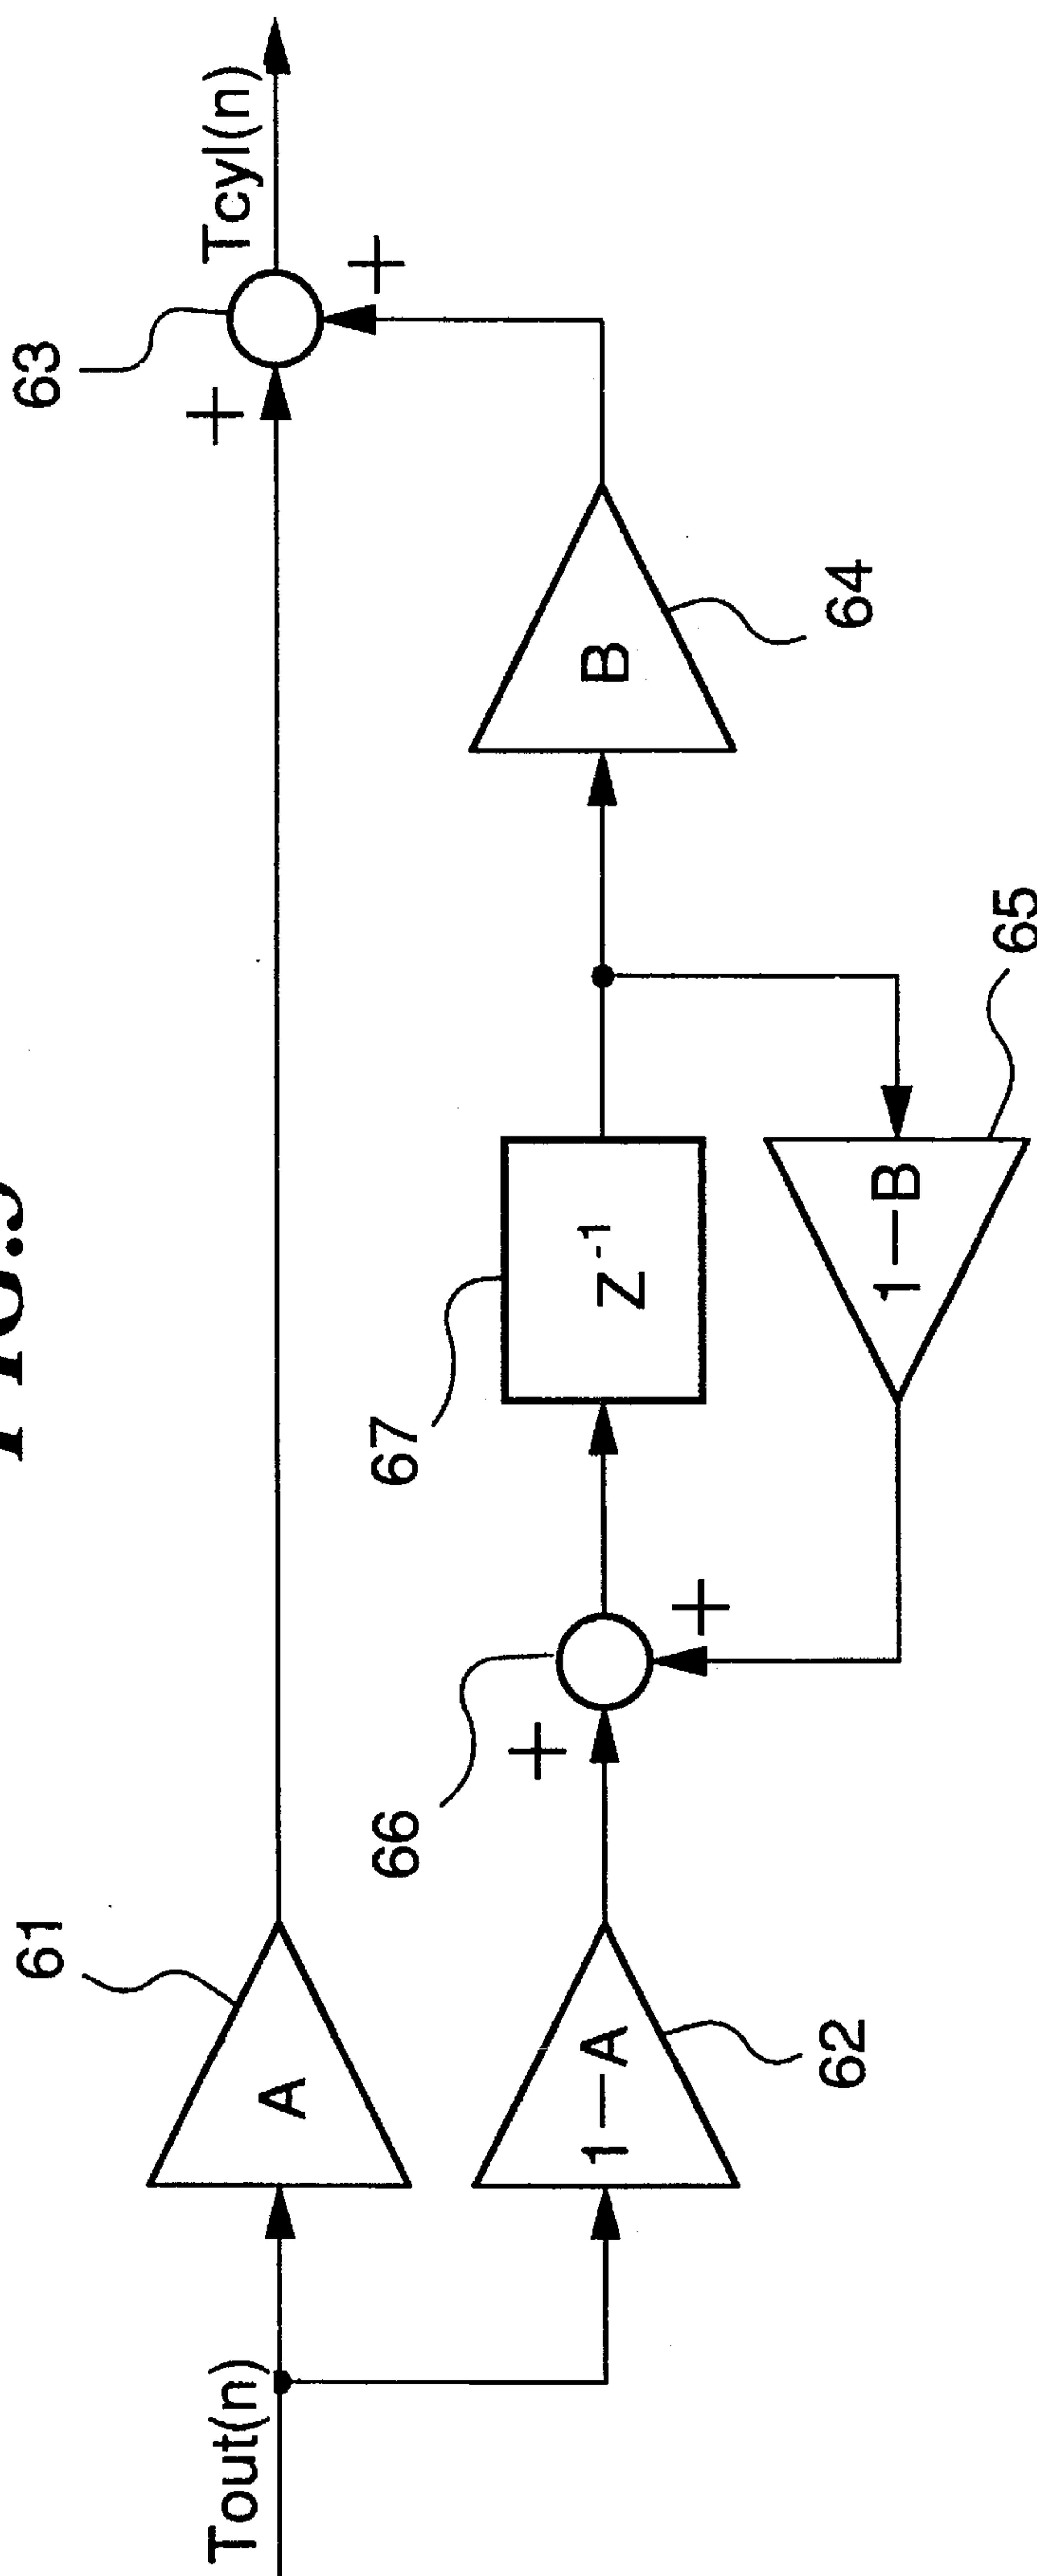 Tout(n)
A
61
1—A
62
66
+
+
67
Z-1
1—B
65
B
64
63
+
+
Tcyl(n)